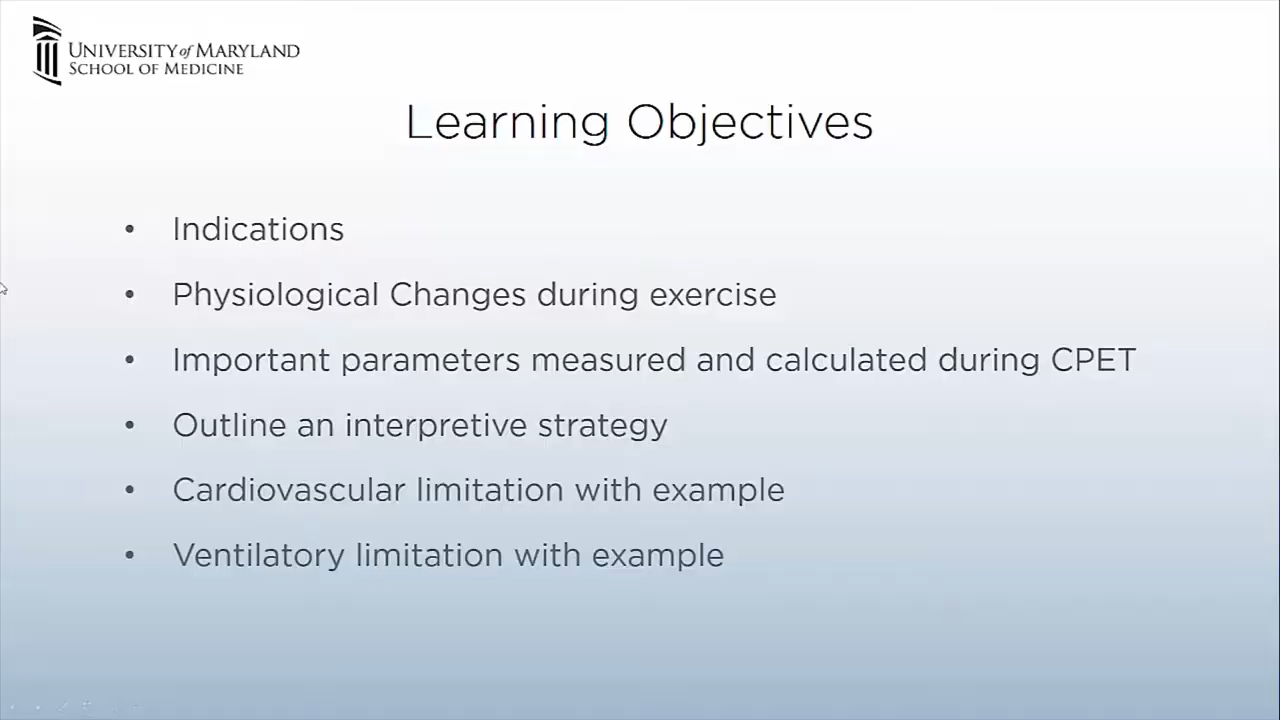 UNIVERSITY of MARYLAND
SCHOOL OF MEDICINE
Learning Objectives
• Indications
• Physiological Changes during exercise
• Important parameters measured and calculated during CPET
• Outline an interpretive strategy
• Cardiovascular limitation with example
• Ventilatory limitation with example